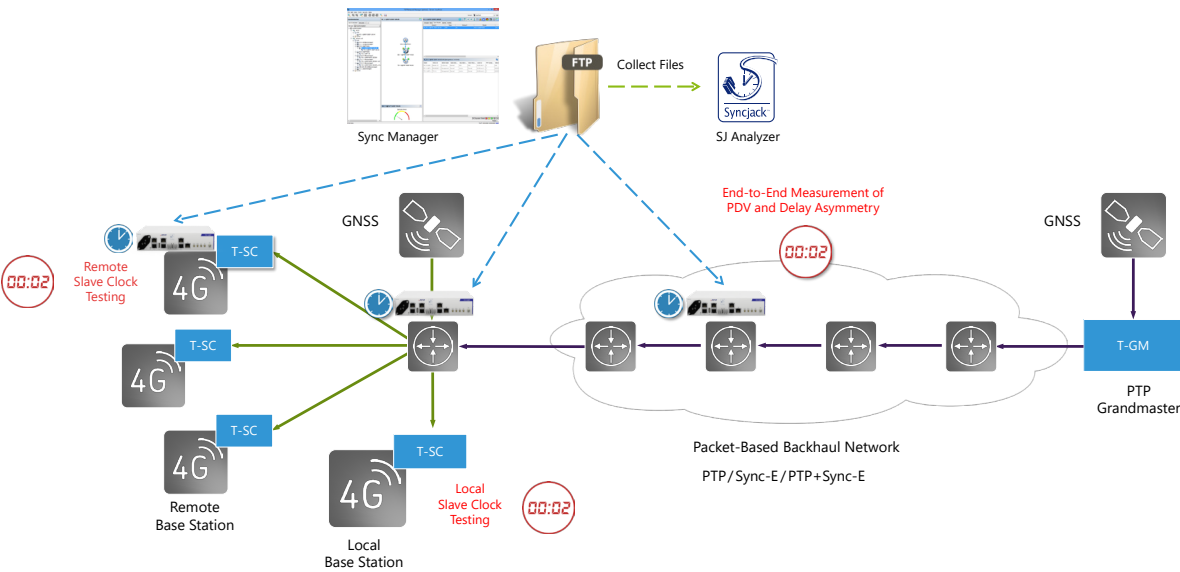 FTP
Collect Files
Syncjack
Sync Manager
SJ Analyzer
End-to-End Measurement of
PDV and Delay Asymmetry
GNSS
GNSS
00:02
T-SC
Remote
Slave Clock
Testing
00:02
4G
T-SC
4G
T-GM
PTP
Grandmaster
T-SC
4G
T-SC
4G
Packet-Based Backhaul Network
PTP/Sync-E/PTP+Sync-E
Local
Slave Clock
Testing
00:02
Remote
Base Station
Local
Base Station